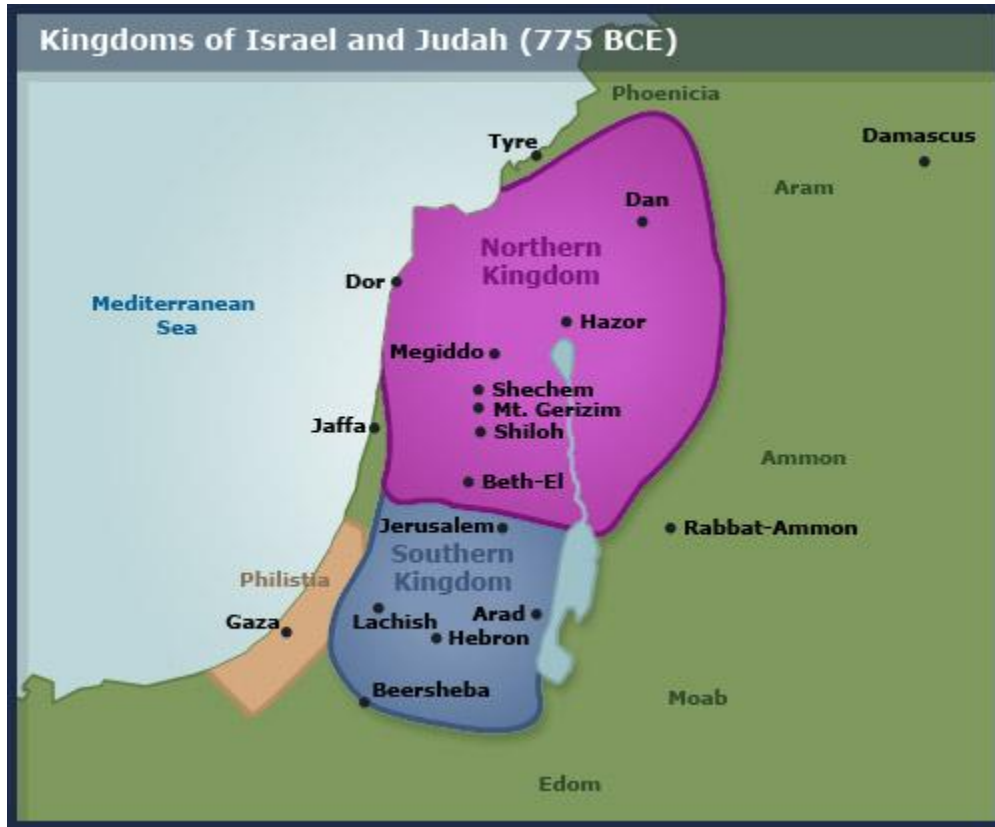 Kingdoms of Israel and Judah (775 BCE)
Phoenicia
Tyre
Damascus
Aram
Dan
Northern
Kingdom
Dor
Mediterranean
Sea
Hazor
Megiddo
Shechem
Mt. Gerizim
Jaffa
Shiloh
Ammon
Beth-El
Jerusalem
Rabbat-Ammon
Southern
Kingdom
Philistia
Gaza
Lachish
Arad
Hebron
Beersheba
Moab
Edom